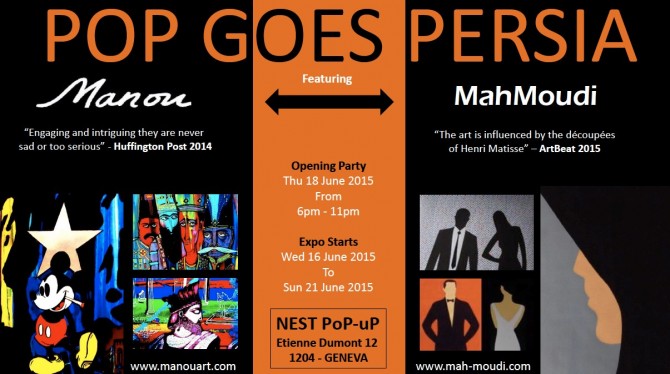 POP GOES PERSIA
Manou
"Engaging and intriguing they are never
sad or too serious" - Huffington Post 2014
www.manouart.com
Featuring
Opening Party
Thu 18 June 2015
From
6pm - 11pm
Expo Starts
Wed 16 June 2015
To
Sun 21 June 2015
NEST PoP-uP
Etienne Dumont 12
1204 - GENEVA
MahMoudi
"The art is influenced by the découpées
of Henri Matisse" – ArtBeat 2015
www.mah-moudi.com